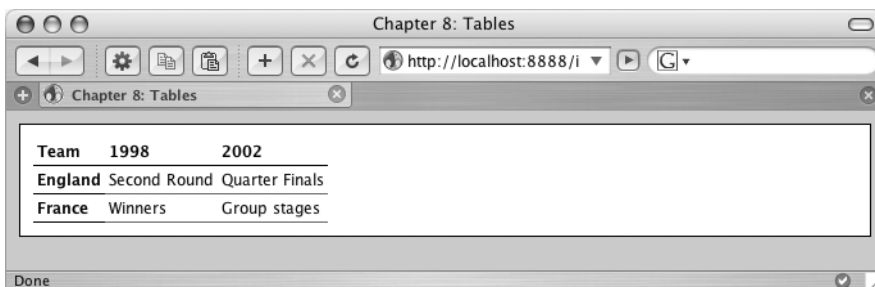 Chapter 8: Tables
http://localhost:8888/i
G
Chapter 8: Tables
Team 1998 2002
England Second Round Quarter Finals
France Winners Group stages
Done